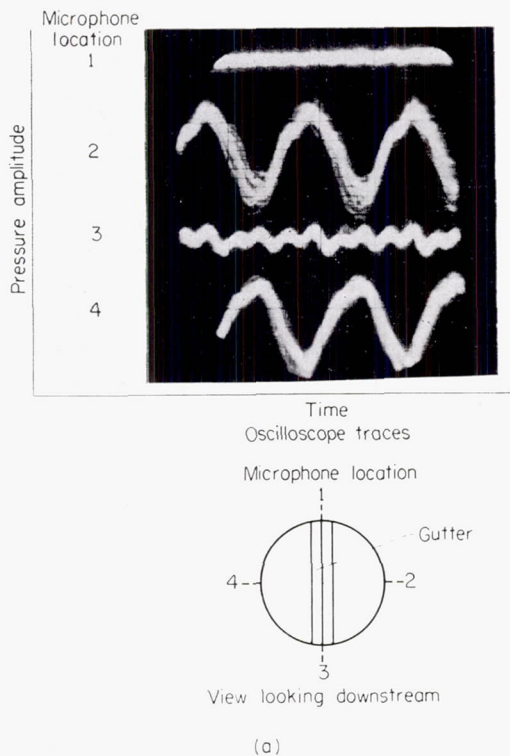 Microphone
location
1
2
3
4
Pressure amplitude
Time
Oscilloscope traces
Microphone location
1
Gutter
4
2
3
View looking downstream
(a)